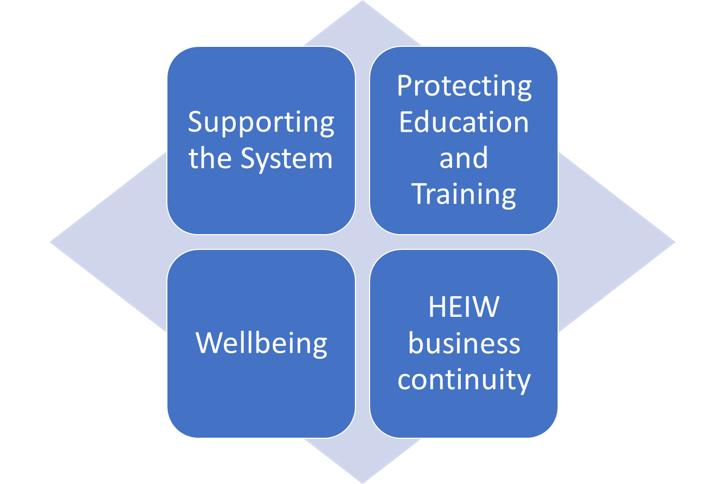 Supporting
the System
Protecting
Education
and
Training
Wellbeing
HEIW
business
continuity